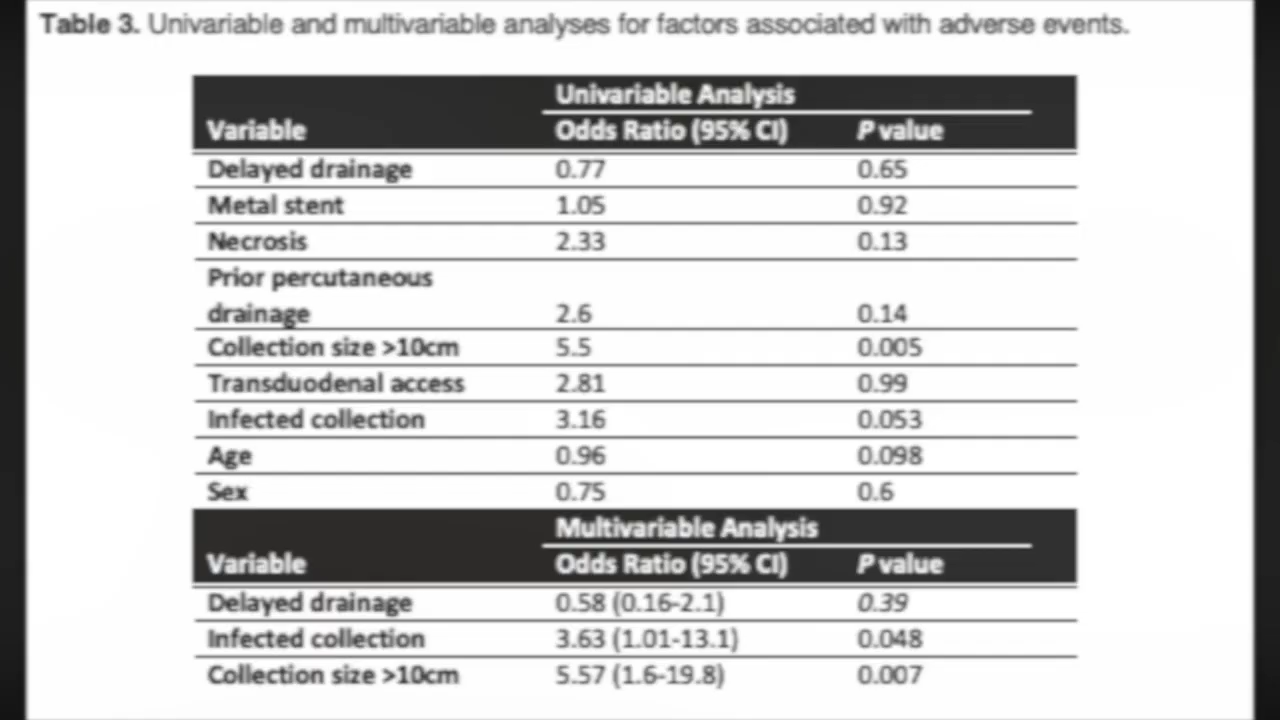 Table 3. Univariable and multivariable analyses for factors associated with adverse events.
Univariable Analysis
Variable Odds Ratio (95% CI) P value
Delayed drainage 0.77 0.65
Metal stent 1.05 0.92
Necrosis 2.33 0.13
Prior percutaneous
drainage 2.6 0.14
Collection size >10cm 5.5 0.005
Transduodenal access 2.81 0.99
Infected collection 3.16 0.053
Age 0.96 0.098
Sex 0.75 0.6
Multivariable Analysis
Variable Odds Ratio (95% CI) P value
Delayed drainage 0.58 (0.16-2.1) 0.39
Infected collection 3.63 (1.01-13.1) 0.048
Collection size >10cm 5.57 (1.6-19.8) 0.007